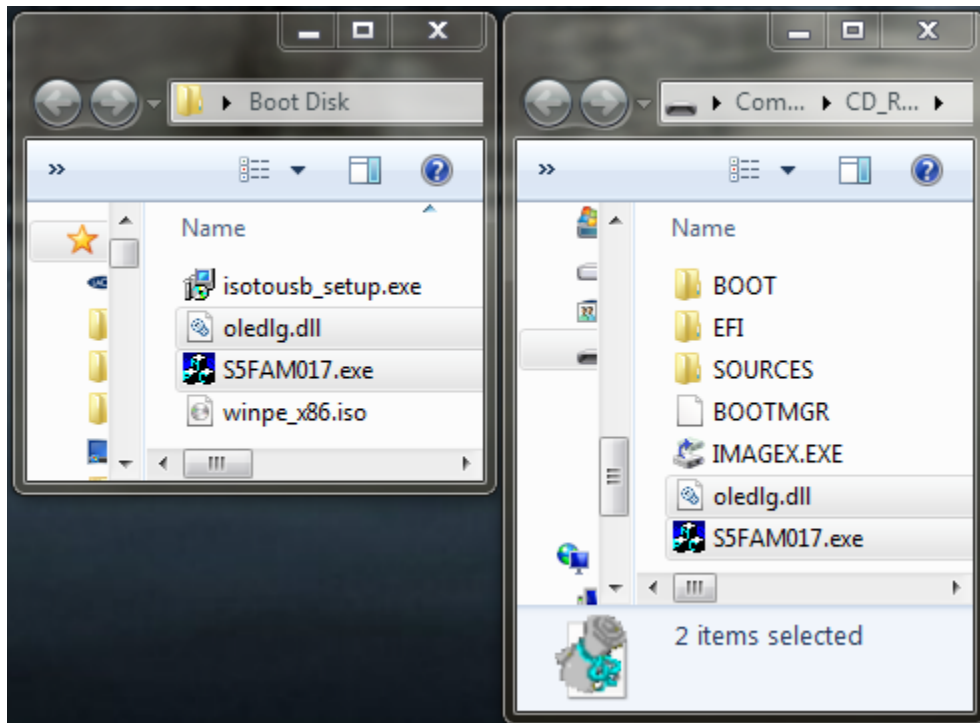 Boot Disk
Name
isotousb_setup.exe
oledlg.dll
S5FAM017.exe
winpe_x86.iso
Com... CD_R...
Name
BOOT
EFI
SOURCES
BOOTMGR
IMAGEX.EXE
oledlg.dll
S5FAM017.exe
2 items selected